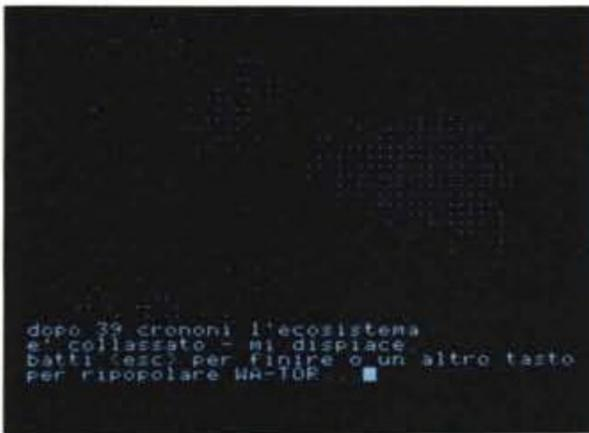 dopo 39 crononi l'ecosistema
e' collassato - mi dispiace
batti <esc> per finire o un altro tasto
per ripopolare WA-TOR